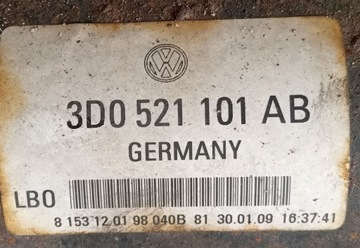 3D0 521 101 AB
GERMANY
LBO
8 153 12 01 98 040B 81 30.01.09 16:37:41